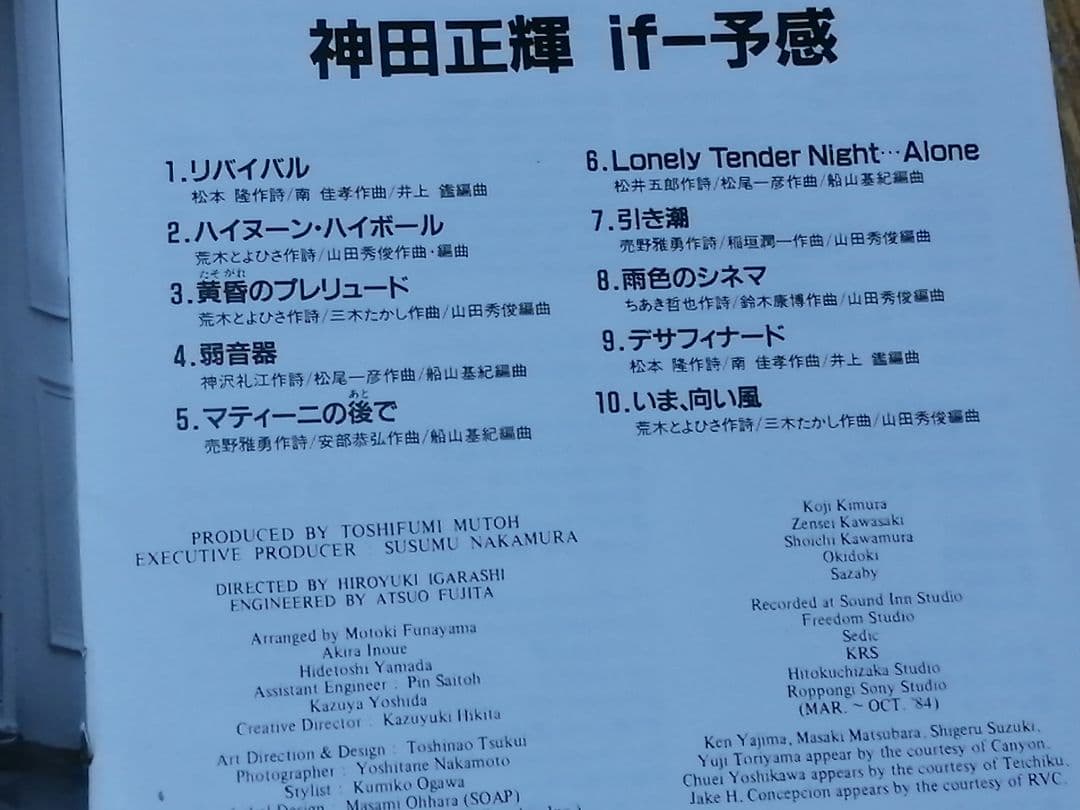 神田正輝 if−予感
1.リバイバル
松本 隆作詩/南 佳孝作曲/井上 鑑編曲
2.ハイヌーン・ハイボール
荒木とよひさ作詩/山田秀俊作曲・編曲
たそがれ
3.黄昏のプレリュード
荒木とよひさ作詩/三木たかし作曲/山田秀俊編曲
4.弱音器
神沢礼江作詩/松尾一彦作曲/船山基紀編曲
あと
5.マティーニの後で
売野雅勇作詩/安部恭弘作曲/船山基紀編曲
6.Lonely Tender Night…Alone
松井五郎作詩/松尾一彦作曲/船山基紀編曲
7.引き潮
売野雅勇作詩/稲垣潤一作曲/山田秀俊編曲
8.雨色のシネマ
ちあき哲也作詩/鈴木康博作曲/山田秀俊編曲
9.デサフィナード
松本 隆作詩/南 佳孝作曲/井上 鑑編曲
10.いま、向い風
荒木とよひさ作詩/三木たかし作曲/山田秀俊編曲
PRODUCED BY TOSHIFUMI MUTOH
EXECUTIVE PRODUCER : SUSUMU NAKAMURA
DIRECTED BY HIROYUKI IGARASHI
ENGINEERED BY ATSUO FUJITA
Arranged by Motoki Funayama
Akira Inoue
Hidetoshi Yamada
Assistant Engineer : Pin Saitoh
Kazuya Yoshida
Creative Director : Kazuyuki Hikita
Art Direction & Design : Toshinao Tsukui
Photographer : Yoshitane Nakamoto
Stylist : Kumiko Ogawa
Design : Masami Ohhara (SOAP)
Koji Kimura
Zensei Kawasaki
Shoichi Kawamura
Okidoki
Sazaby
Recorded at Sound Inn Studio
Freedom Studio
Sedic
KRS
Hitokuchizaka Studio
Roppongi Sony Studio
(MAR. ~ OCT. '84)
Ken Yajima, Masaki Matsubara, Shigeru Suzuki,
Yuji Toriyama appear by the courtesy of Canyon.
Chuei Yoshikawa appears by the courtesy of Teichiku.
Jake H. Concepcion appears by the courtesy of RVC.
6